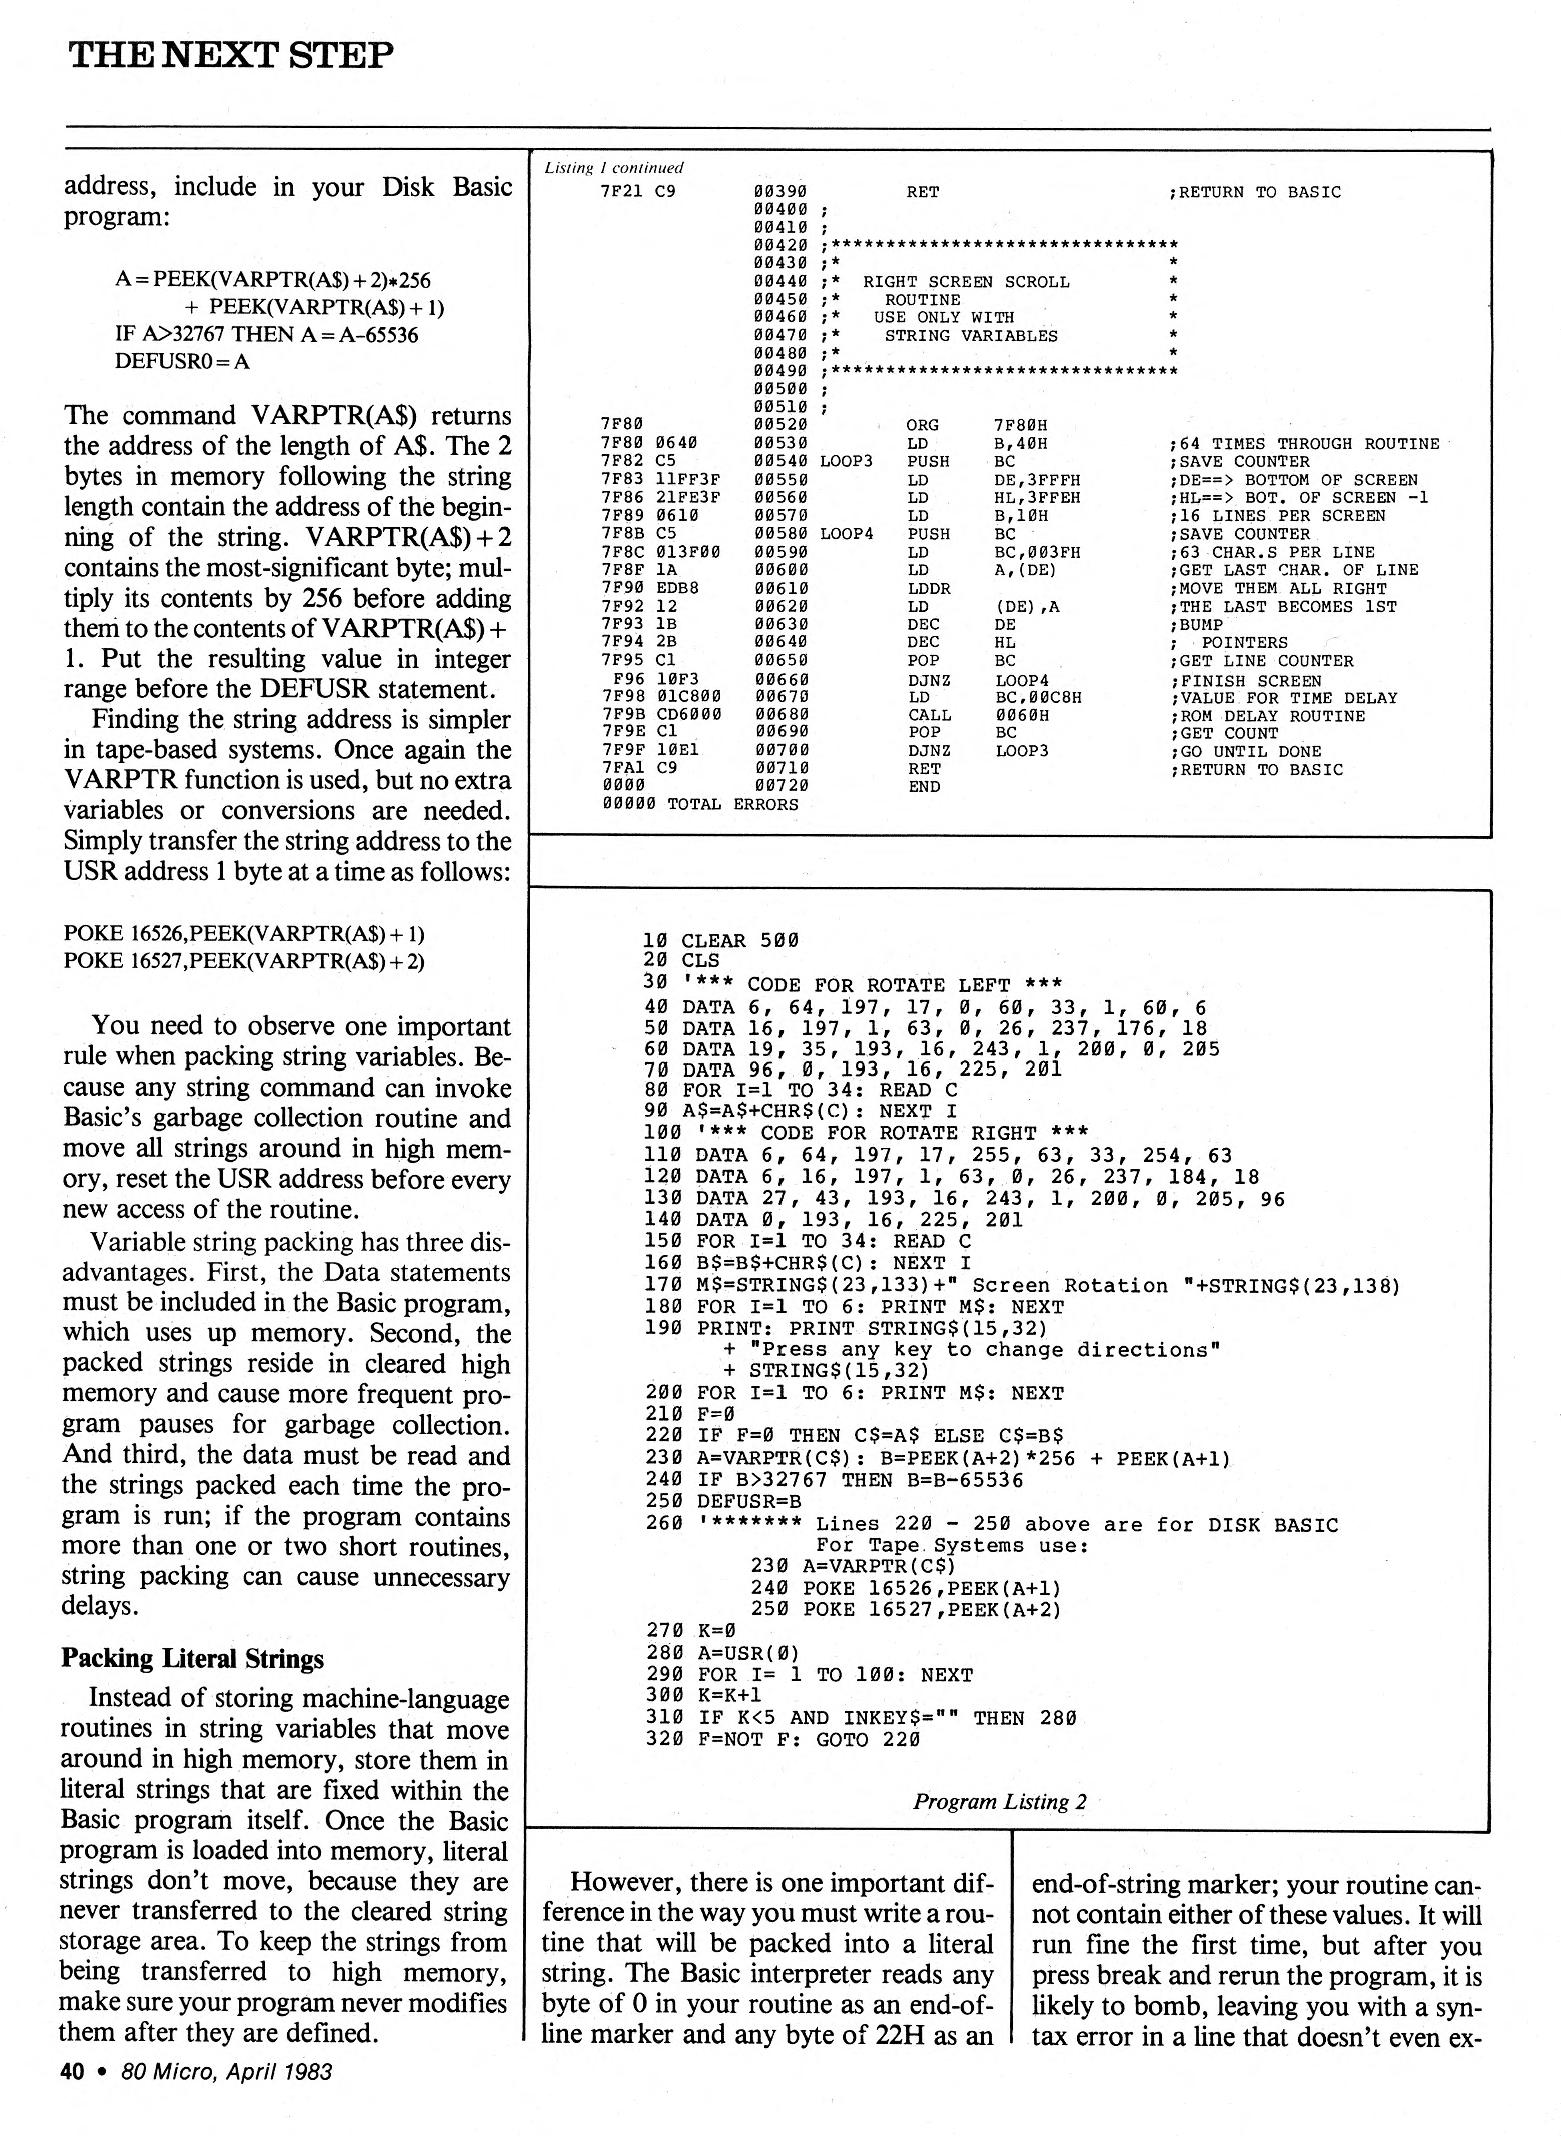 THE NEXT STEP
address, include in your Disk Basic
program:
A = PEEK(VARPTR(A$) + 2)*256
+ PEEK(VARPTR(A$) + 1)
IF A>32767 THEN A = A-65536
DEFUSR0 = A
The command VARPTR(A$) returns
the address of the length of A$. The 2
bytes in memory following the string
length contain the address of the begin-
ning of the string. VARPTR(A$) + 2
contains the most-significant byte; mul-
tiply its contents by 256 before adding
them to the contents of VARPTR(A$) +
1. Put the resulting value in integer
range before the DEFUSR statement.
Finding the string address is simpler
in tape-based systems. Once again the
VARPTR function is used, but no extra
variables or conversions are needed.
Simply transfer the string address to the
USR address 1 byte at a time as follows:
POKE 16526,PEEK(VARPTR(A$) + 1)
POKE 16527,PEEK(VARPTR(A$) + 2)
You need to observe one important
rule when packing string variables. Be-
cause any string command can invoke
Basic's garbage collection routine and
move all strings around in high mem-
ory, reset the USR address before every
new access of the routine.
Variable string packing has three dis-
advantages. First, the Data statements
must be included in the Basic program,
which uses up memory. Second, the
packed strings reside in cleared high
memory and cause more frequent pro-
gram pauses for garbage collection.
And third, the data must be read and
the strings packed each time the pro-
gram is run; if the program contains
more than one or two short routines,
string packing can cause unnecessary
delays.
Packing Literal Strings
Instead of storing machine-language
routines in string variables that move
around in high memory, store them in
literal strings that are fixed within the
Basic program itself. Once the Basic
program is loaded into memory, literal
strings don't move, because they are
never transferred to the cleared string
storage area. To keep the strings from
being transferred to high memory,
make sure your program never modifies
them after they are defined.
Listing 1 continued
7F21 C9 00390 RET ;RETURN TO BASIC
00400 ;
00410 ;
00420 ;********************************
00430 ;* *
00440 ;* RIGHT SCREEN SCROLL *
00450 ;* ROUTINE *
00460 ;* USE ONLY WITH *
00470 ;* STRING VARIABLES *
00480 ;* *
00490 ;********************************
00500 ;
00510 ;
7F80 00520 ORG 7F80H
7F80 0640 00530 LD B,40H ;64 TIMES THROUGH ROUTINE
7F82 C5 00540 LOOP3 PUSH BC ;SAVE COUNTER
7F83 11FF3F 00550 LD DE,3FFFH ;DE==> BOTTOM OF SCREEN
7F86 21FE3F 00560 LD HL,3FFEH ;HL==> BOT. OF SCREEN -1
7F89 0610 00570 LD B,10H ;16 LINES PER SCREEN
7F8B C5 00580 LOOP4 PUSH BC ;SAVE COUNTER
7F8C 013F00 00590 LD BC,003FH ;63 CHAR.S PER LINE
7F8F 1A 00600 LD A,(DE) ;GET LAST CHAR. OF LINE
7F90 EDB8 00610 LDDR ;MOVE THEM ALL RIGHT
7F92 12 00620 LD (DE),A ;THE LAST BECOMES 1ST
7F93 1B 00630 DEC DE ;BUMP
7F94 2B 00640 DEC HL ; POINTERS
7F95 C1 00650 POP BC ;GET LINE COUNTER
F96 10F3 00660 DJNZ LOOP4 ;FINISH SCREEN
7F98 01C800 00670 LD BC,00C8H ;VALUE FOR TIME DELAY
7F9B CD6000 00680 CALL 0060H ;ROM DELAY ROUTINE
7F9E C1 00690 POP BC ;GET COUNT
7F9F 10E1 00700 DJNZ LOOP3 ;GO UNTIL DONE
7FA1 C9 00710 RET ;RETURN TO BASIC
0000 00720 END
00000 TOTAL ERRORS
10 CLEAR 500
20 CLS
30 '*** CODE FOR ROTATE LEFT ***
40 DATA 6, 64, 197, 17, 0, 60, 33, 1, 60, 6
50 DATA 16, 197, 1, 63, 0, 26, 237, 176, 18
60 DATA 19, 35, 193, 16, 243, 1, 200, 0, 205
70 DATA 96, 0, 193, 16, 225, 201
80 FOR I=1 TO 34: READ C
90 A$=A$+CHR$(C): NEXT I
100 '*** CODE FOR ROTATE RIGHT ***
110 DATA 6, 64, 197, 17, 255, 63, 33, 254, 63
120 DATA 6, 16, 197, 1, 63, 0, 26, 237, 184, 18
130 DATA 27, 43, 193, 16, 243, 1, 200, 0, 205, 96
140 DATA 0, 193, 16, 225, 201
150 FOR I=1 TO 34: READ C
160 B$=B$+CHR$(C): NEXT I
170 M$=STRING$(23,133)+" Screen Rotation "+STRING$(23,138)
180 FOR I=1 TO 6: PRINT M$: NEXT
190 PRINT: PRINT STRING$(15,32)
+ "Press any key to change directions"
+ STRING$(15,32)
200 FOR I=1 TO 6: PRINT M$: NEXT
210 F=0
220 IF F=0 THEN C$=A$ ELSE C$=B$
230 A=VARPTR(C$): B=PEEK(A+2)*256 + PEEK(A+1)
240 IF B>32767 THEN B=B-65536
250 DEFUSR=B
260 '******* Lines 220 - 250 above are for DISK BASIC
For Tape Systems use:
230 A=VARPTR(C$)
240 POKE 16526,PEEK(A+1)
250 POKE 16527,PEEK(A+2)
270 K=0
280 A=USR(0)
290 FOR I= 1 TO 100: NEXT
300 K=K+1
310 IF K<5 AND INKEY$="" THEN 280
320 F=NOT F: GOTO 220
Program Listing 2
However, there is one important dif-
ference in the way you must write a rou-
tine that will be packed into a literal
string. The Basic interpreter reads any
byte of 0 in your routine as an end-of-
line marker and any byte of 22H as an
end-of-string marker; your routine can-
not contain either of these values. It will
run fine the first time, but after you
press break and rerun the program, it is
likely to bomb, leaving you with a syn-
tax error in a line that doesn't even ex-
40 • 80 Micro, April 1983